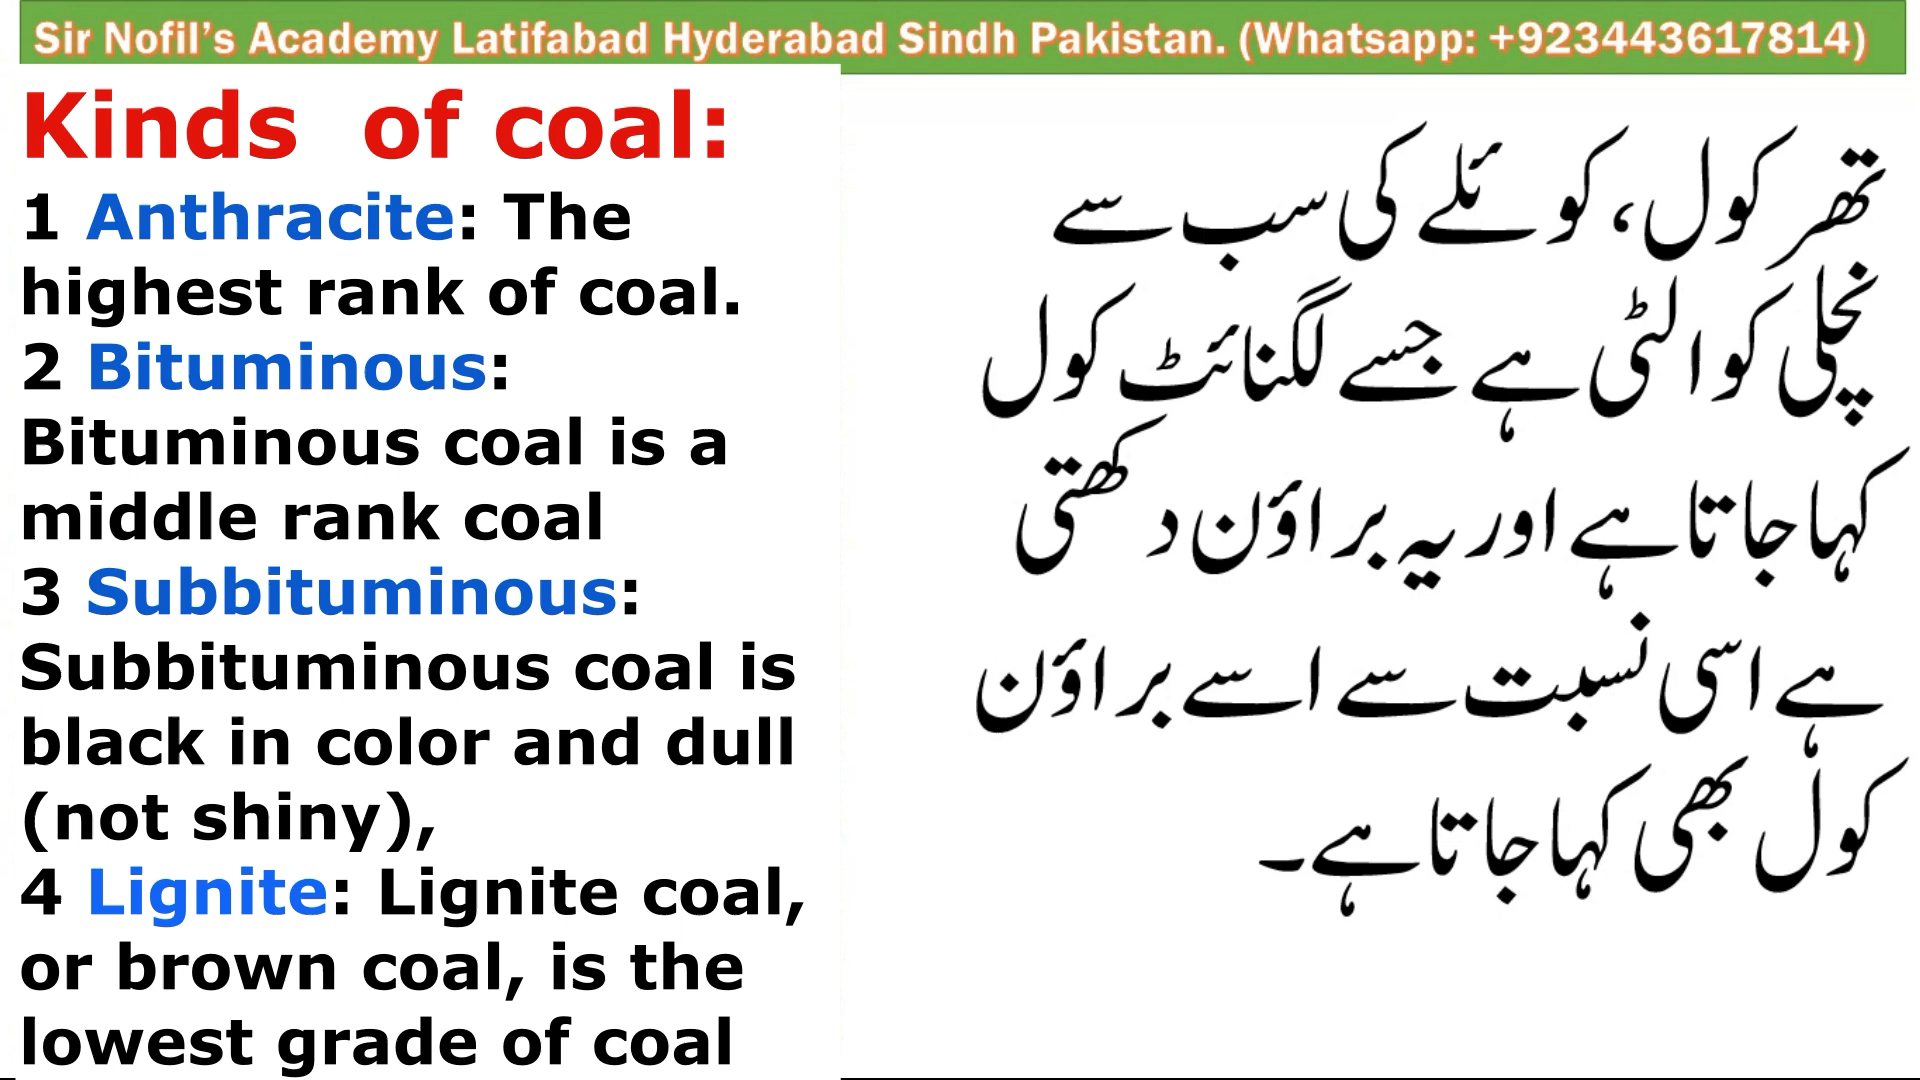 Sir Nofil’s Academy Latifabad Hyderabad Sindh Pakistan. (Whatsapp: +923443617814)
Kinds of coal:
1 Anthracite: The
highest rank of coal.
2 Bituminous:
Bituminous coal is a
middle rank coal
3 Subbituminous:
Subbituminous coal is
black in color and dull
(not shiny),
4 Lignite: Lignite coal,
or brown coal, is the
lowest grade of coal
تھر کول، کوئلے کی سب سے
نچلی کوالٹی ہے جسے لگنائٹ کول
کہا جاتا ہے اور یہ براؤن دکھتی
ہے اسی نسبت سے اسے براؤن
کول بھی کہا جاتا ہے۔